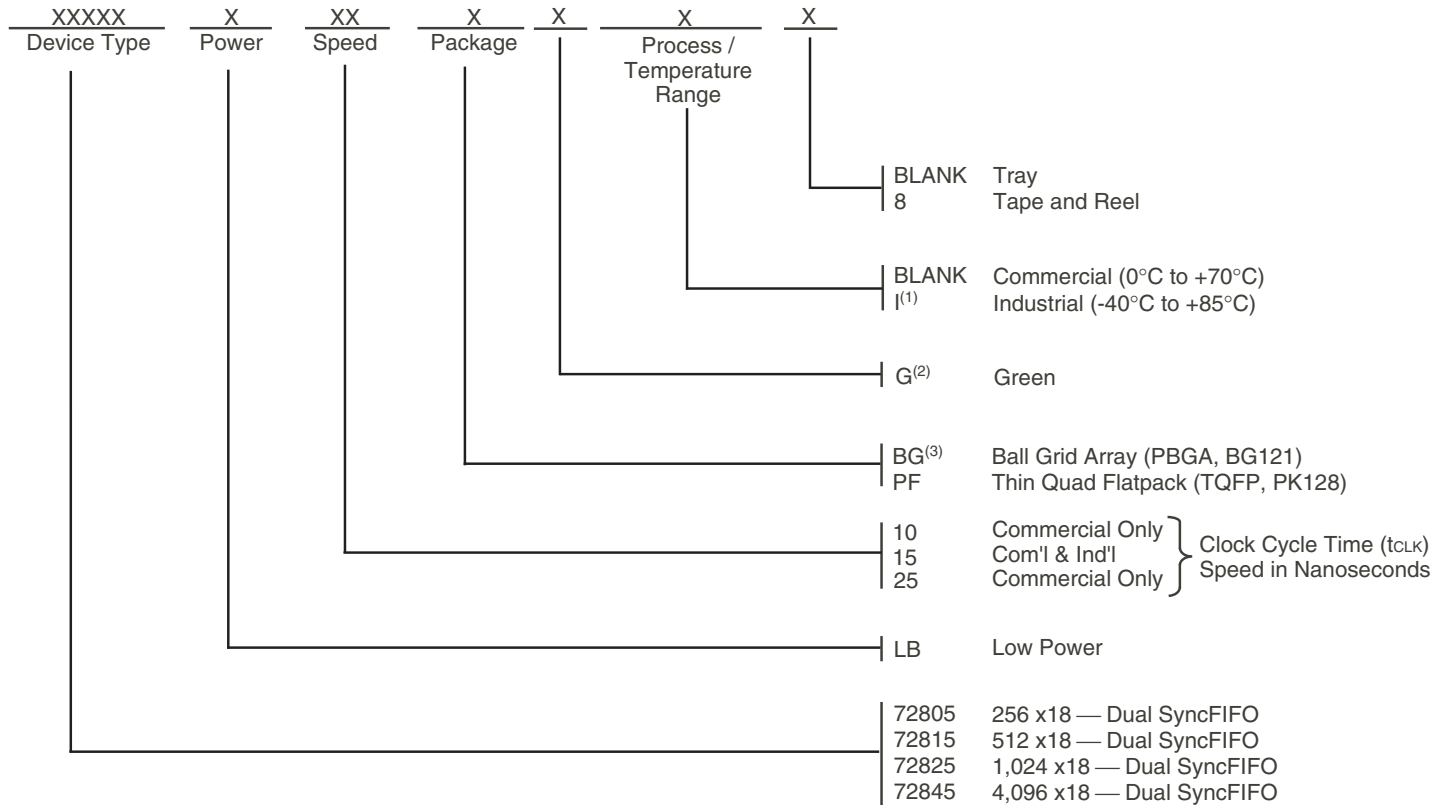 XXXXX X XX X X X X
Device Type Power Speed Package Process /
Temperature
Range
BLANK Tray
8 Tape and Reel
BLANK Commercial (0°C to +70°C)
I(1) Industrial (-40°C to +85°C)
G(2) Green
BG(3) Ball Grid Array (PBGA, BG121)
PF Thin Quad Flatpack (TQFP, PK128)
10 Commercial Only
15 Com'l & Ind'l
25 Commercial Only
Clock Cycle Time (tCLK)
Speed in Nanoseconds
LB Low Power
72805 256 x18 — Dual SyncFIFO
72815 512 x18 — Dual SyncFIFO
72825 1,024 x18 — Dual SyncFIFO
72845 4,096 x18 — Dual SyncFIFO